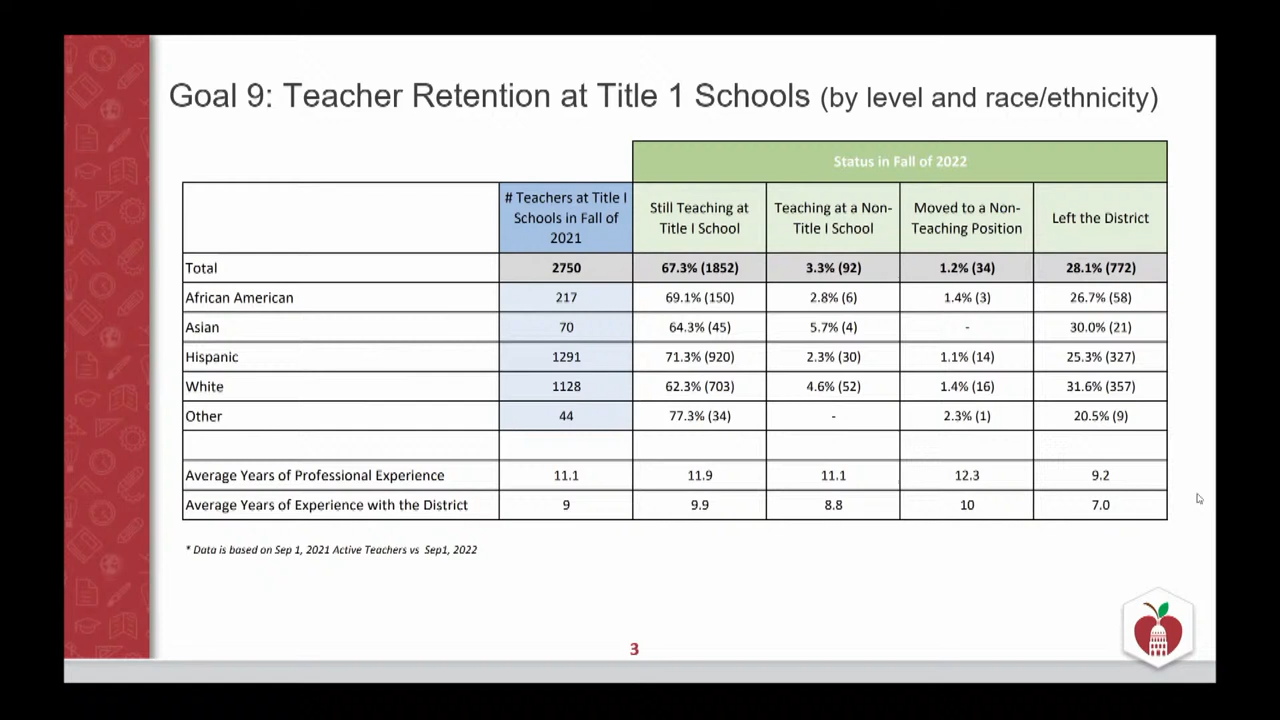 Goal 9: Teacher Retention at Title 1 Schools (by level and race/ethnicity)
Status in Fall of 2022
# Teachers at Title I
Schools in Fall of
2021
Still Teaching at
Title I School
Teaching at a Non-
Title I School
Moved to a Non-
Teaching Position
Left the District
Total 2750 67.3% (1852) 3.3% (92) 1.2% (34) 28.1% (772)
African American 217 69.1% (150) 2.8% (6) 1.4% (3) 26.7% (58)
Asian 70 64.3% (45) 5.7% (4) - 30.0% (21)
Hispanic 1291 71.3% (920) 2.3% (30) 1.1% (14) 25.3% (327)
White 1128 62.3% (703) 4.6% (52) 1.4% (16) 31.6% (357)
Other 44 77.3% (34) - 2.3% (1) 20.5% (9)
Average Years of Professional Experience 11.1 11.9 11.1 12.3 9.2
Average Years of Experience with the District 9 9.9 8.8 10 7.0
* Data is based on Sep 1, 2021 Active Teachers vs Sep1, 2022
3